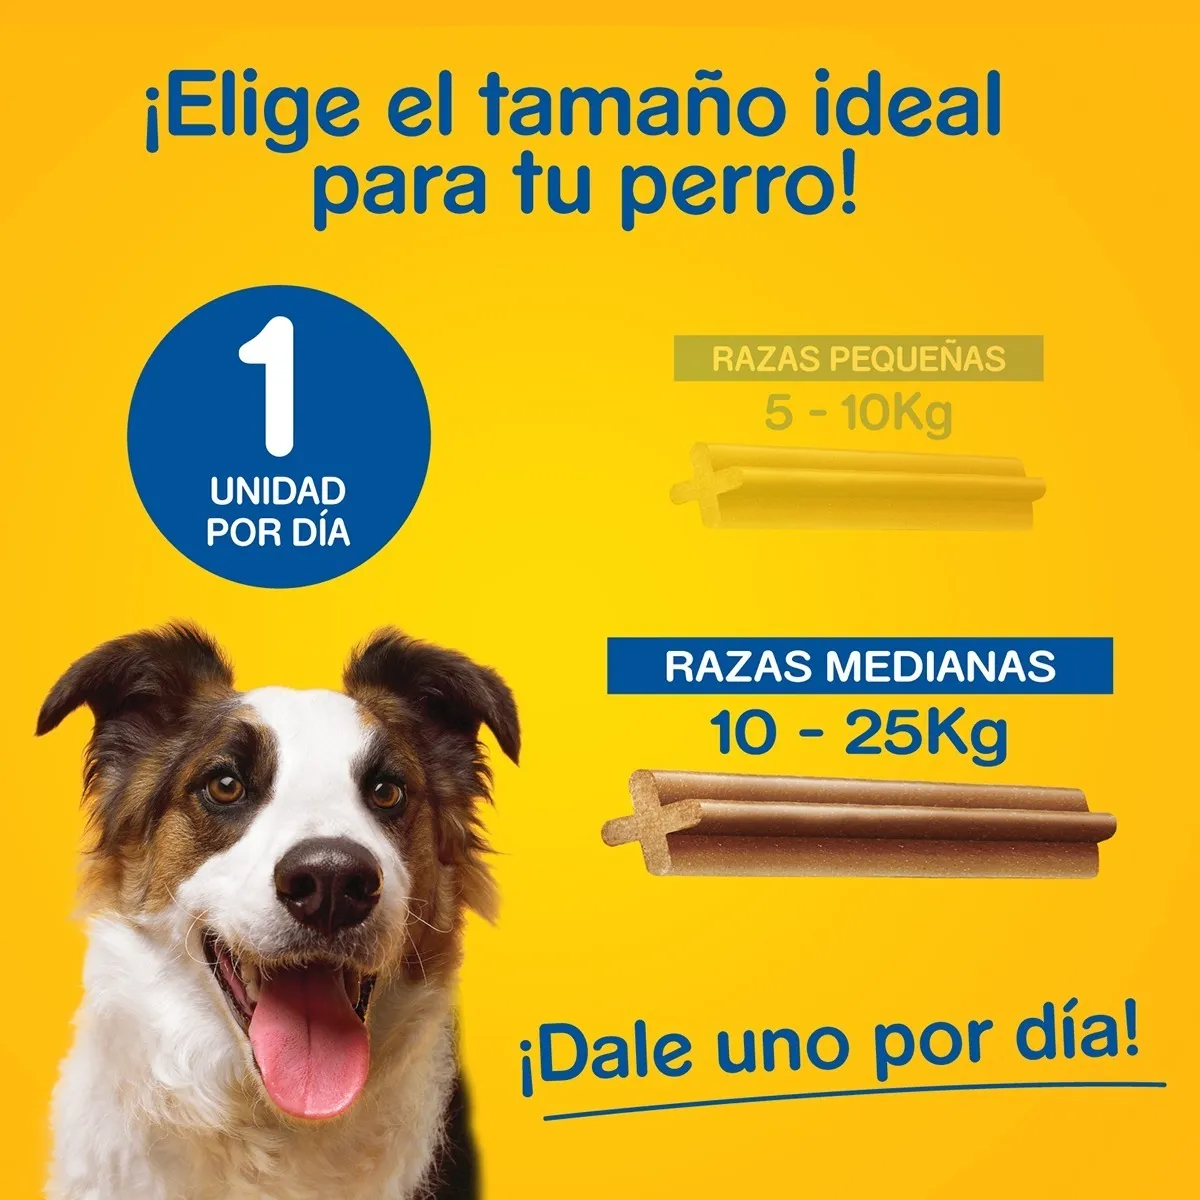 ¡Elige el tamaño ideal
para tu perro!
1
UNIDAD
POR DÍA
RAZAS PEQUEÑAS
5 - 10Kg
RAZAS MEDIANAS
10 - 25Kg
¡Dale uno por día!